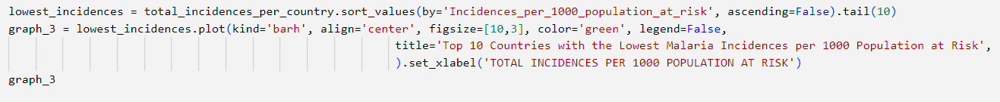 lowest_incidences = total_incidences_per_country.sort_values(by='Incidences_per_1000_population_at_risk', ascending=False).tail(10)
graph_3 = lowest_incidences.plot(kind='barh', align='center', figsize=[10,3], color='green', legend=False,
title='Top 10 Countries with the Lowest Malaria Incidences per 1000 Population at Risk',
).set_xlabel('TOTAL INCIDENCES PER 1000 POPULATION AT RISK')
graph_3